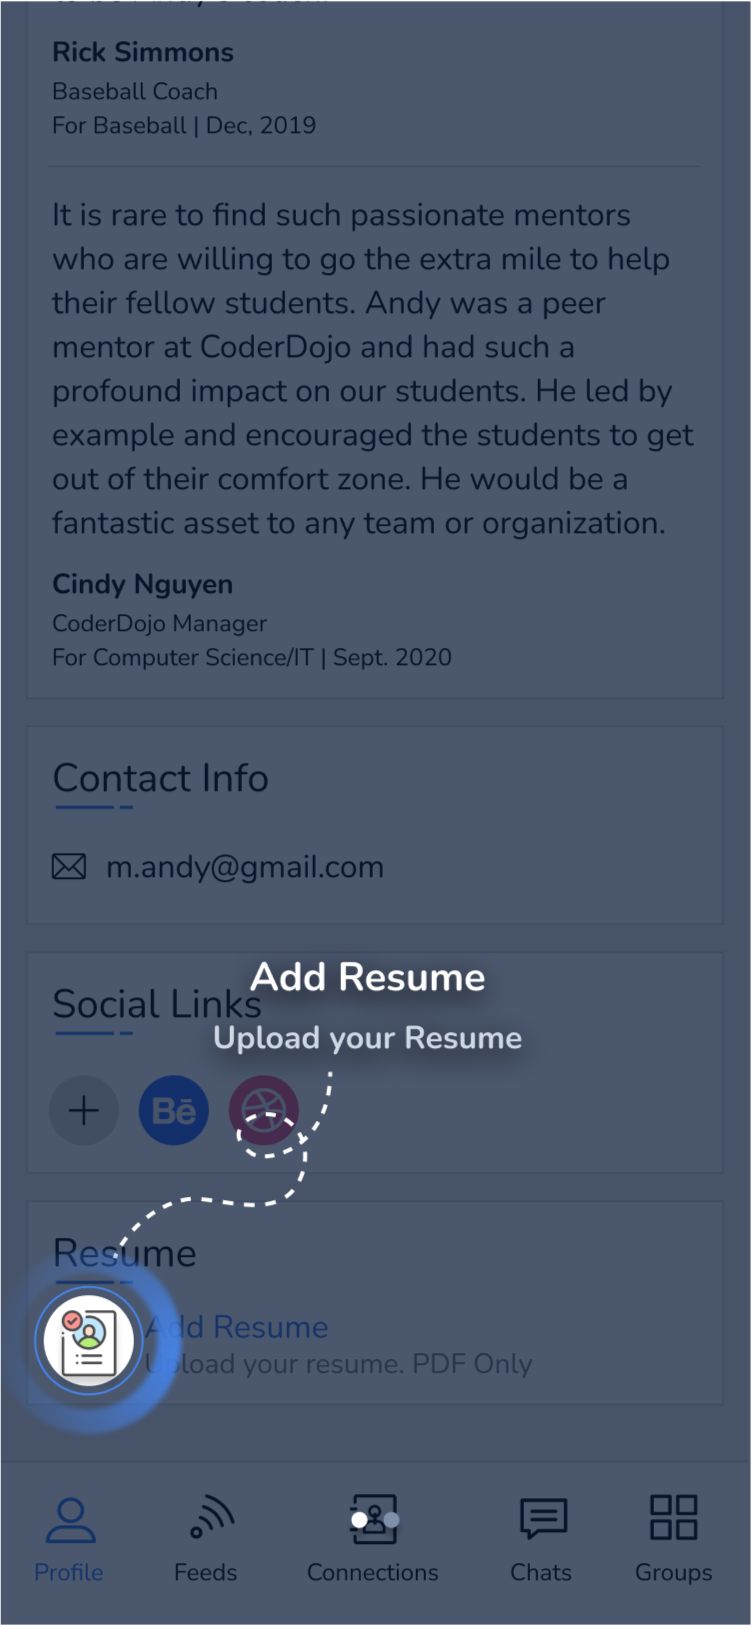 Rick Simmons
Baseball Coach
For Baseball | Dec, 2019
It is rare to find such passionate mentors
who are willing to go the extra mile to help
their fellow students. Andy was a peer
mentor at CoderDojo and had such a
profound impact on our students. He led by
example and encouraged the students to get
out of their comfort zone. He would be a
fantastic asset to any team or organization.
Cindy Nguyen
CoderDojo Manager
For Computer Science/IT | Sept. 2020
Contact Info
m.andy@gmail.com
Add Resume
Social Links
Upload your Resume
Bē
Resume
Add Resume
Upload your resume. PDF Only
Profile
Feeds
Connections
Chats
Groups